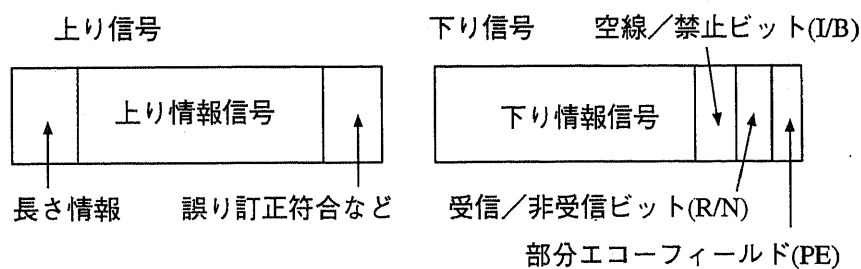 上り信号
下り信号
空線／禁止ビット(I/B)
上り情報信号
下り情報信号
長さ情報
誤り訂正符合など
受信／非受信ビット(R/N)
部分エコーフィールド(PE)